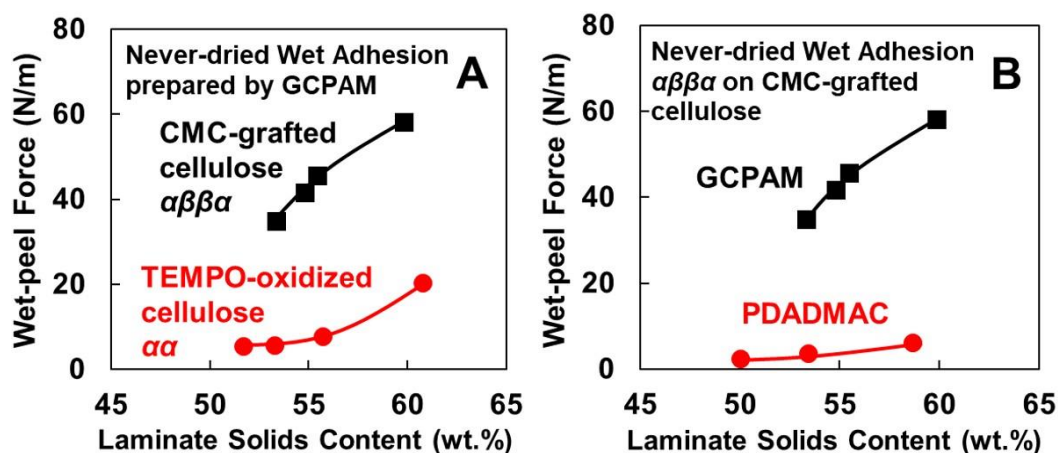 Wet-peel Force (N/m)
80
60
40
20
0
Never-dried Wet Adhesion
prepared by GCPAM
A
CMC-grafted
cellulose
αββα
TEMPO-oxidized
cellulose
αα
45 50 55 60 65
Laminate Solids Content (wt.%)
Wet-peel Force (N/m)
80
60
40
20
0
Never-dried Wet Adhesion
αββα on CMC-grafted
cellulose
B
GCPAM
PDADMAC
45 50 55 60 65
Laminate Solids Content (wt.%)